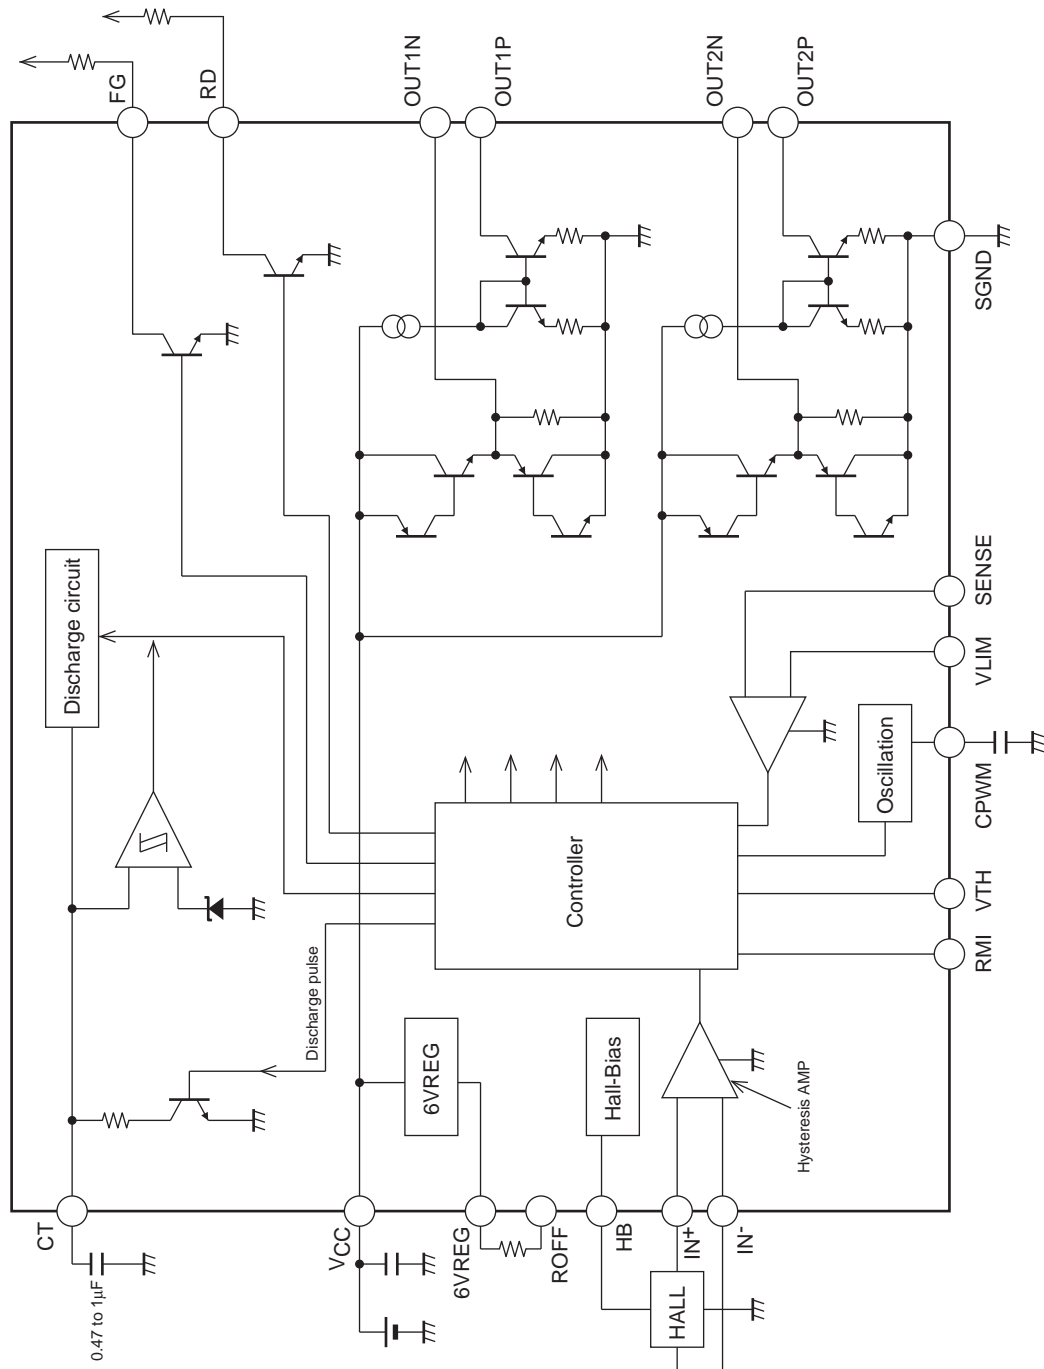 FG
RD
OUT1N
OUT1P
OUT2N
OUT2P
SGND
SENSE
VLIM
CPWM
VTH
RMI
Discharge circuit
Oscillation
Controller
Discharge pulse
6VREG
Hall-Bias
Hysteresis AMP
CT
VCC
6VREG
ROFF
HB
IN+
IN-
0.47 to 1μF
HALL